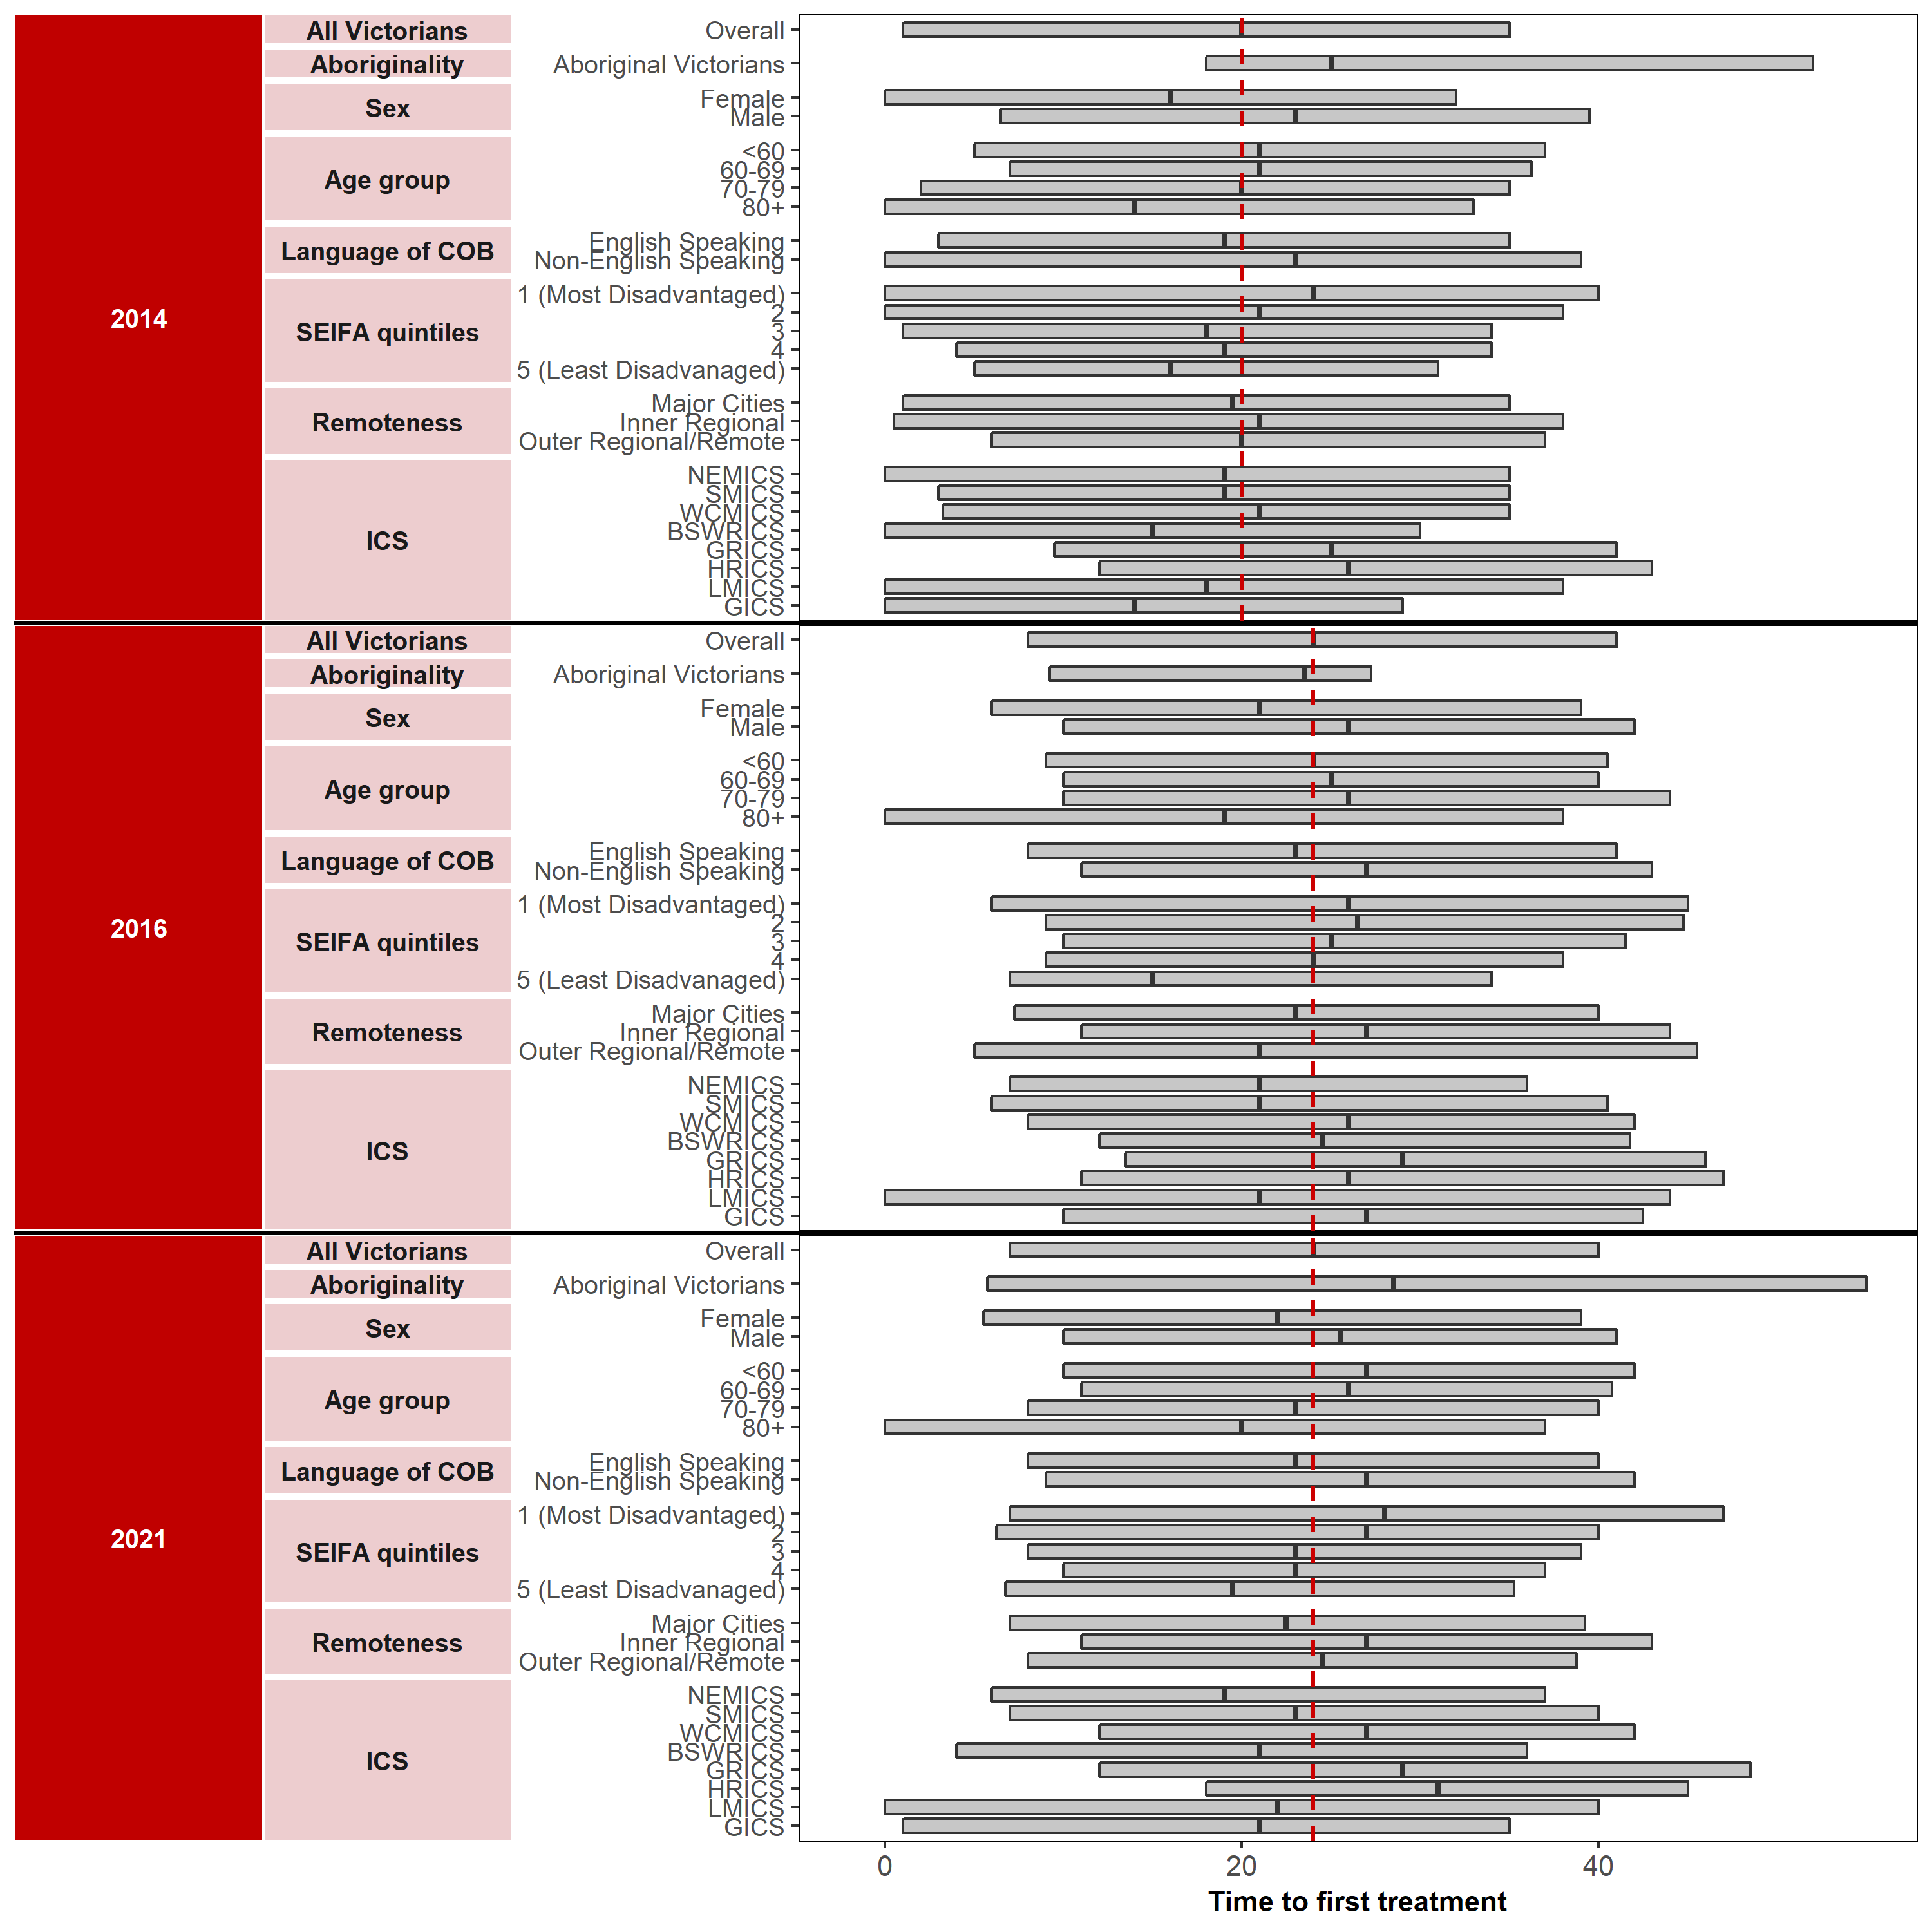 2014
All Victorians
Overall
Aboriginality
Aboriginal Victorians
Sex
Female
Male
Age group
<60
60-69
70-79
80+
Language of COB
English Speaking
Non-English Speaking
SEIFA quintiles
1 (Most Disadvantaged)
2
3
4
5 (Least Disadvanaged)
Remoteness
Major Cities
Inner Regional
Outer Regional/Remote
ICS
NEMICS
SMICS
WCMICS
BSWRICS
GRICS
HRICS
LMICS
GICS
2016
All Victorians
Overall
Aboriginality
Aboriginal Victorians
Sex
Female
Male
Age group
<60
60-69
70-79
80+
Language of COB
English Speaking
Non-English Speaking
SEIFA quintiles
1 (Most Disadvantaged)
2
3
4
5 (Least Disadvanaged)
Remoteness
Major Cities
Inner Regional
Outer Regional/Remote
ICS
NEMICS
SMICS
WCMICS
BSWRICS
GRICS
HRICS
LMICS
GICS
2021
All Victorians
Overall
Aboriginality
Aboriginal Victorians
Sex
Female
Male
Age group
<60
60-69
70-79
80+
Language of COB
English Speaking
Non-English Speaking
SEIFA quintiles
1 (Most Disadvantaged)
2
3
4
5 (Least Disadvanaged)
Remoteness
Major Cities
Inner Regional
Outer Regional/Remote
ICS
NEMICS
SMICS
WCMICS
BSWRICS
GRICS
HRICS
LMICS
GICS
0 20 40
Time to first treatment